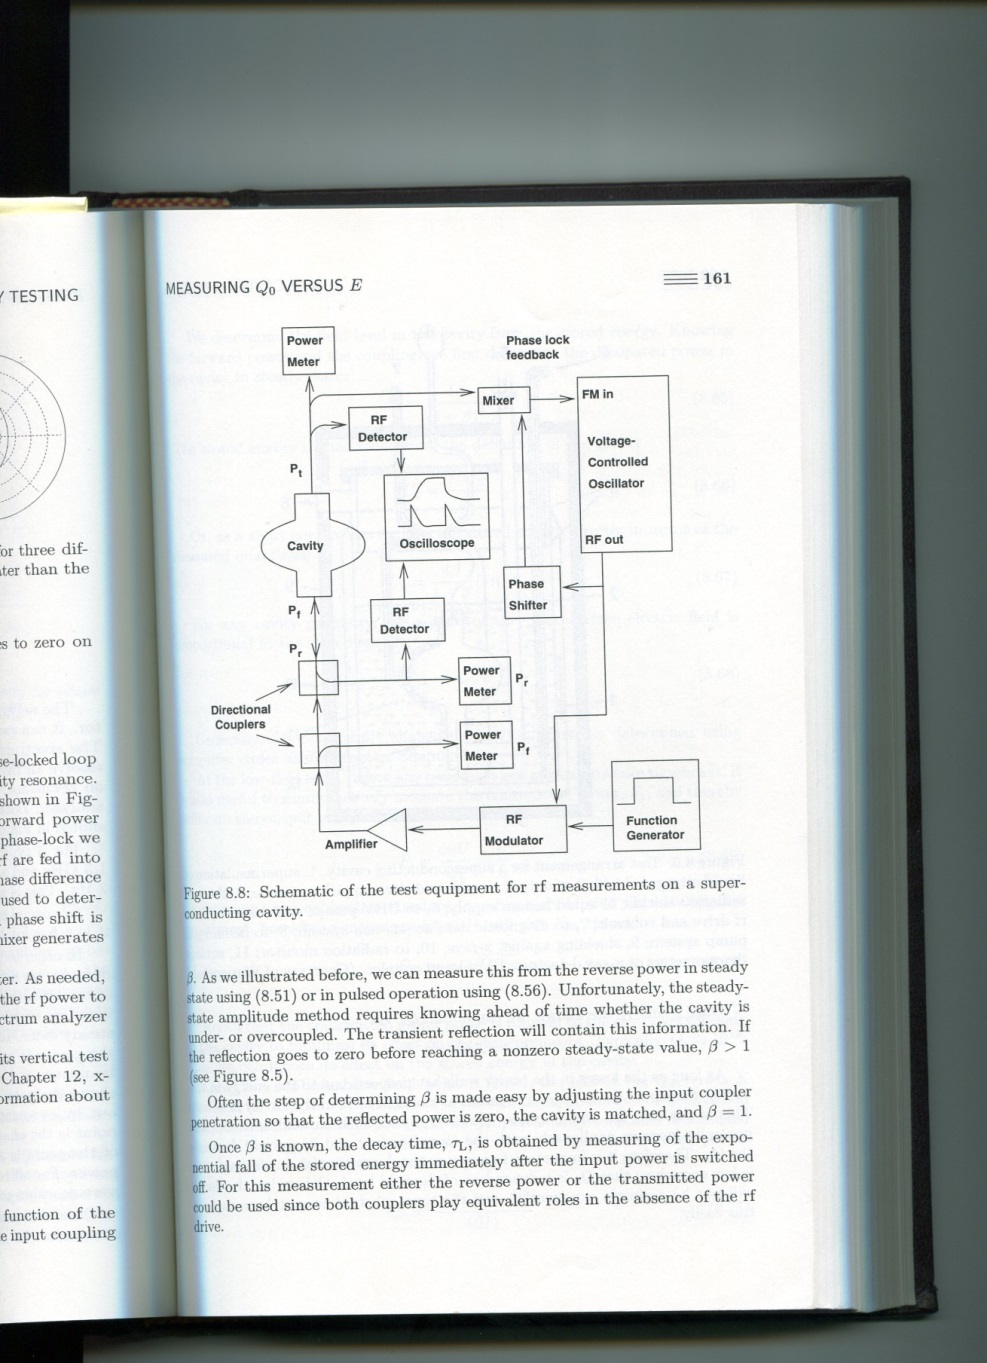 Y TESTING
or three dif-
ter than the
es to zero on
se-locked loop
ity resonance.
shown in Fig-
orward power
phase-lock we
rf are fed into
hase difference
used to deter-
phase shift is
ixer generates
er. As needed,
the rf power to
ctrum analyzer
its vertical test
Chapter 12, x-
ormation about
function of the
e input coupling
MEASURING Q₀ VERSUS E
161
Power
Meter
Phase lock
feedback
Mixer
FM in
RF
Detector
Voltage-
Controlled
Oscillator
Pt
Cavity
Oscilloscope
RF out
Phase
Shifter
Pf
RF
Detector
Pr
Power
Meter
Pr
Directional
Couplers
Power
Meter
Pf
RF
Modulator
Function
Generator
Amplifier
Figure 8.8: Schematic of the test equipment for rf measurements on a super-
conducting cavity.
β. As we illustrated before, we can measure this from the reverse power in steady
state using (8.51) or in pulsed operation using (8.56). Unfortunately, the steady-
state amplitude method requires knowing ahead of time whether the cavity is
under- or overcoupled. The transient reflection will contain this information. If
the reflection goes to zero before reaching a nonzero steady-state value, β > 1
(see Figure 8.5).
Often the step of determining β is made easy by adjusting the input coupler
penetration so that the reflected power is zero, the cavity is matched, and β = 1.
Once β is known, the decay time, τL, is obtained by measuring of the expo-
nential fall of the stored energy immediately after the input power is switched
off. For this measurement either the reverse power or the transmitted power
could be used since both couplers play equivalent roles in the absence of the rf
drive.